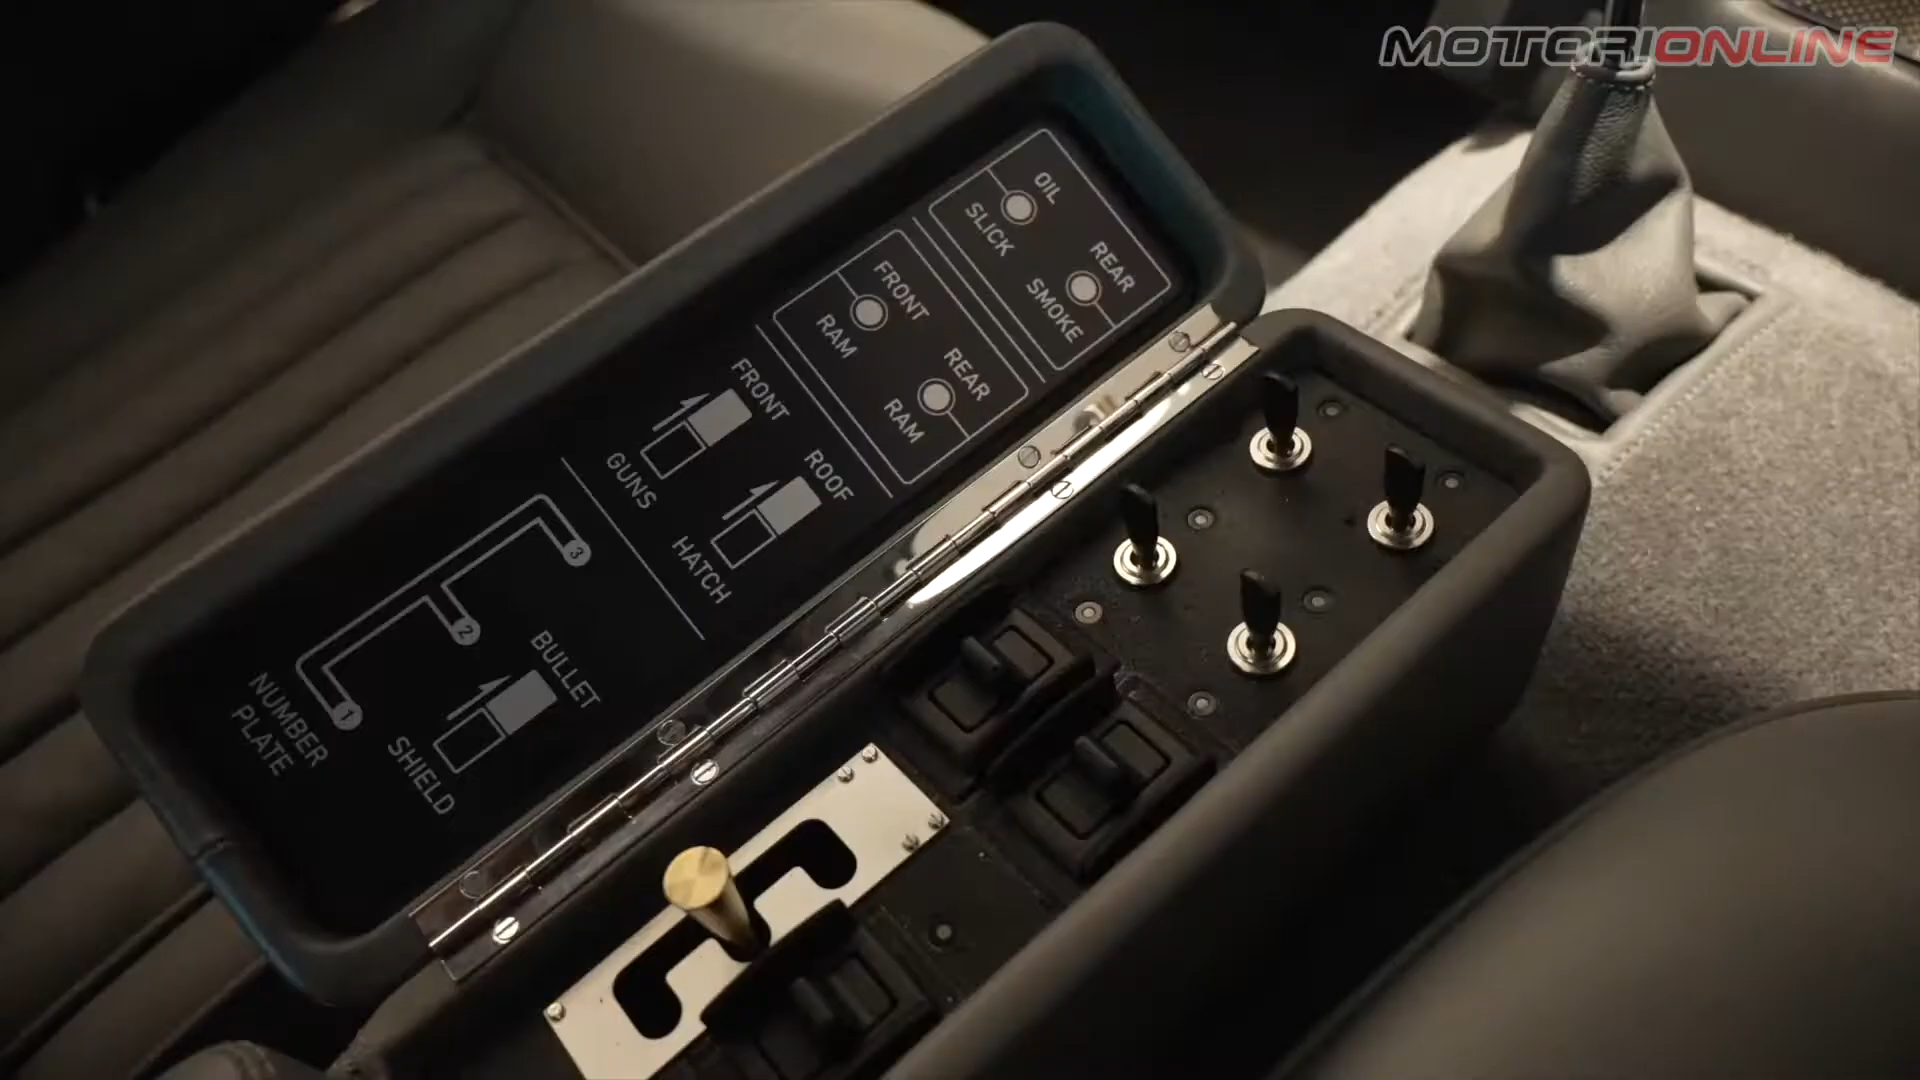 MOTORIONLINE
OIL
SLICK
REAR
SMOKE
FRONT
RAM
REAR
RAM
FRONT
GUNS
ROOF
HATCH
3
2
1
NUMBER
PLATE
BULLET
SHIELD